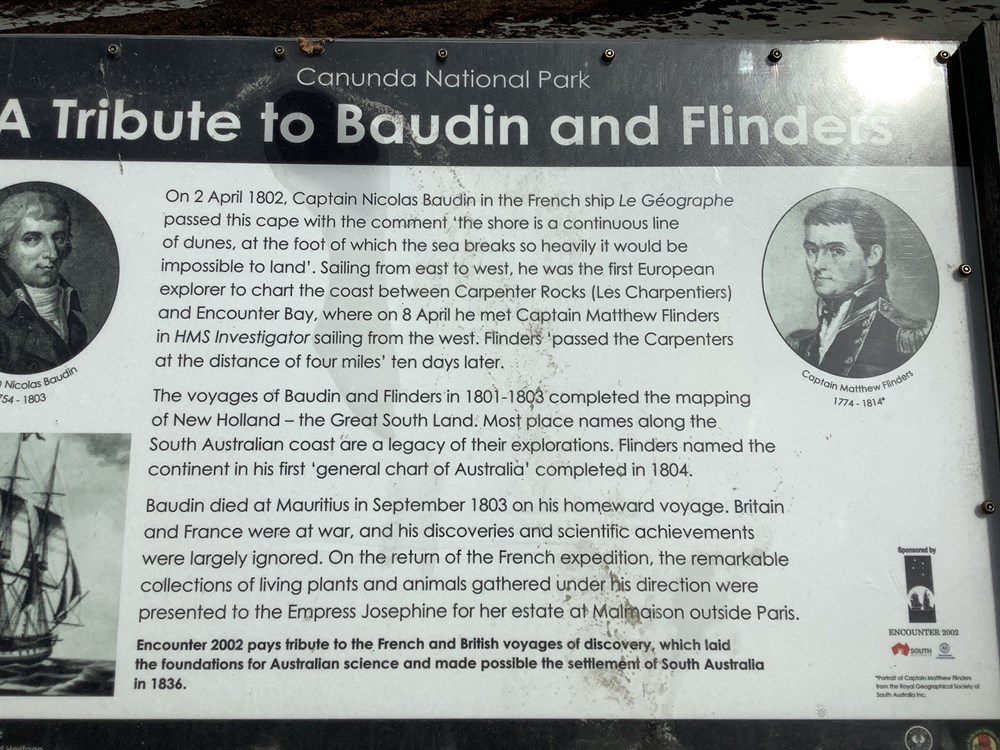 Canunda National Park
A Tribute to Baudin and Flinders
On 2 April 1802, Captain Nicolas Baudin in the French ship Le Géographe
passed this cape with the comment 'the shore is a continuous line
of dunes, at the foot of which the sea breaks so heavily it would be
impossible to land'. Sailing from east to west, he was the first European
explorer to chart the coast between Carpenter Rocks (Les Charpentiers)
and Encounter Bay, where on 8 April he met Captain Matthew Flinders
in HMS Investigator sailing from the west. Flinders 'passed the Carpenters
at the distance of four miles' ten days later.
Nicolas Baudin
754 - 1803
Captain Matthew Flinders
1774 - 1814*
The voyages of Baudin and Flinders in 1801-1803 completed the mapping
of New Holland – the Great South Land. Most place names along the
South Australian coast are a legacy of their explorations. Flinders named the
continent in his first 'general chart of Australia' completed in 1804.
Baudin died at Mauritius in September 1803 on his homeward voyage. Britain
and France were at war, and his discoveries and scientific achievements
were largely ignored. On the return of the French expedition, the remarkable
collections of living plants and animals gathered under his direction were
presented to the Empress Josephine for her estate at Malmaison outside Paris.
Encounter 2002 pays tribute to the French and British voyages of discovery, which laid
the foundations for Australian science and made possible the settlement of South Australia
in 1836.
Sponsored by
ENCOUNTER 2002
SOUTH
*Portrait of Captain Matthew Flinders
from the Royal Geographical Society of
South Australia Inc.
Heritage